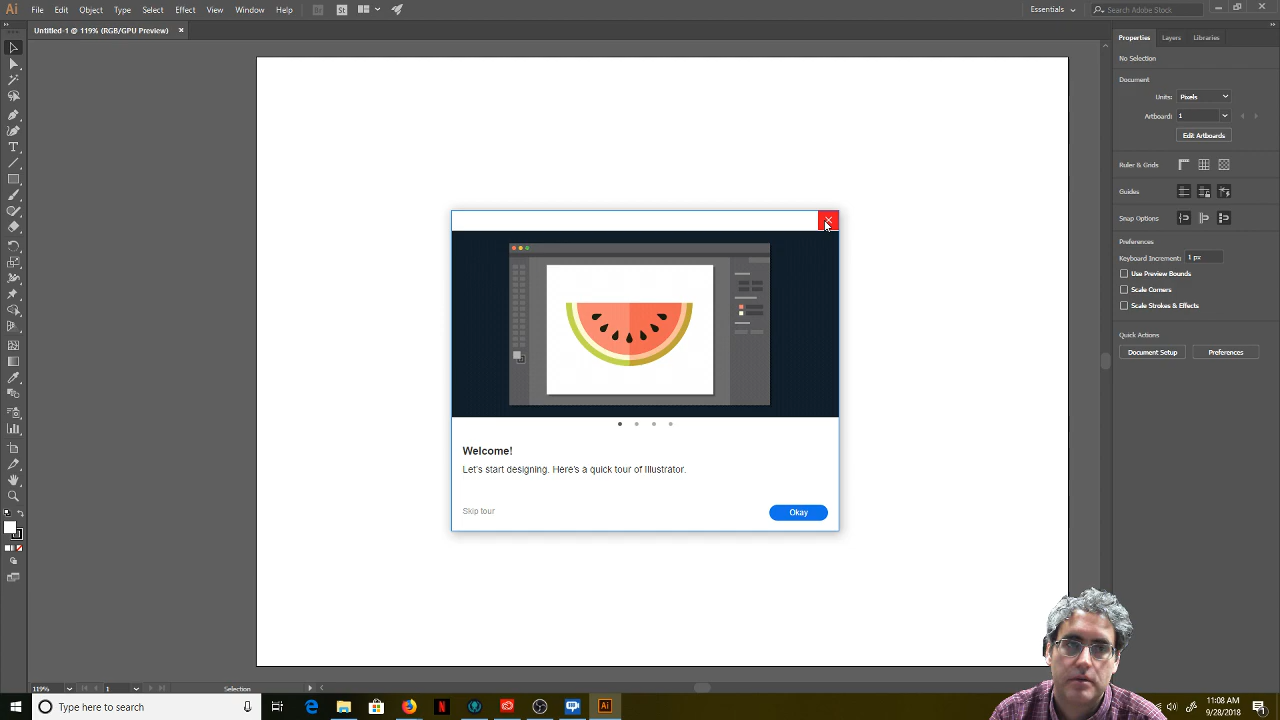 Ai File Edit Object Type Select Effect View Window Help Br St Essentials Search Adobe Stock
Untitled-1 @ 119% (RGB/GPU Preview) ×
Properties Layers Libraries
No Selection
Document
Units: Pixels
Artboard: 1
Edit Artboards
Ruler & Grids
Guides
Snap Options
Preferences
Keyboard Increment: 1 px
Use Preview Bounds
Scale Corners
Scale Strokes & Effects
Quick Actions
Document Setup Preferences
Welcome!
Let's start designing. Here's a quick tour of Illustrator.
Skip tour Okay
119% 1 Selection
Type here to search
Ai
11:08 AM
9/28/2018